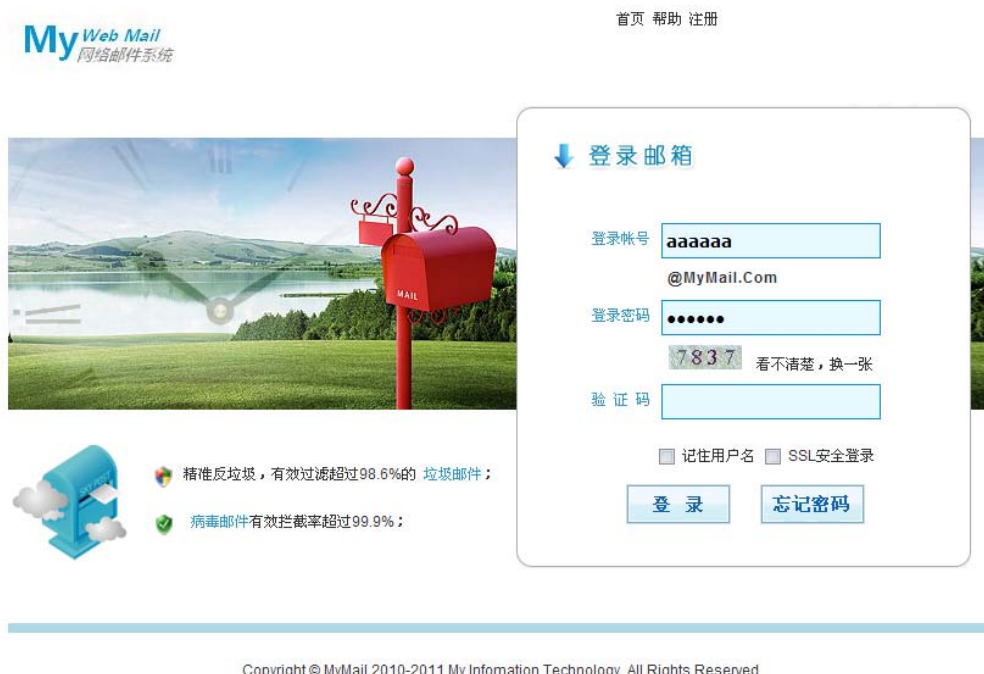 首页 帮助 注册
My Web Mail
网络邮件系统
登录邮箱
登录帐号 aaaaaa
@MyMail.Com
MAIL
登录密码 ●●●●●●
7837 看不清楚，换一张
验 证 码
记住用户名 SSL安全登录
SKY POST
精准反垃圾，有效过滤超过98.6%的 垃圾邮件；
登 录 忘记密码
病毒邮件有效拦截率超过99.9%；
Copyright © MyMail 2010-2011 My Infomation Technology. All Rights Reserved